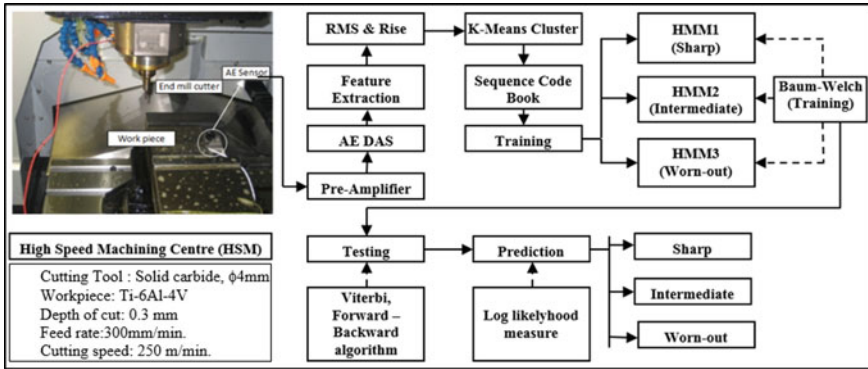 AE Sensor
End mill cutter
Work piece
RMS & Rise
Feature
Extraction
AE DAS
Pre-Amplifier
K-Means Cluster
Sequence Code
Book
Training
HMM1
(Sharp)
HMM2
(Intermediate)
HMM3
(Worn-out)
Baum-Welch
(Training)
High Speed Machining Centre (HSM)
Cutting Tool : Solid carbide, ϕ4mm
Workpiece: Ti-6Al-4V
Depth of cut: 0.3 mm
Feed rate:300mm/min.
Cutting speed: 250 m/min.
Testing
Viterbi,
Forward –
Backward
algorithm
Prediction
Log likelyhood
measure
Sharp
Intermediate
Worn-out